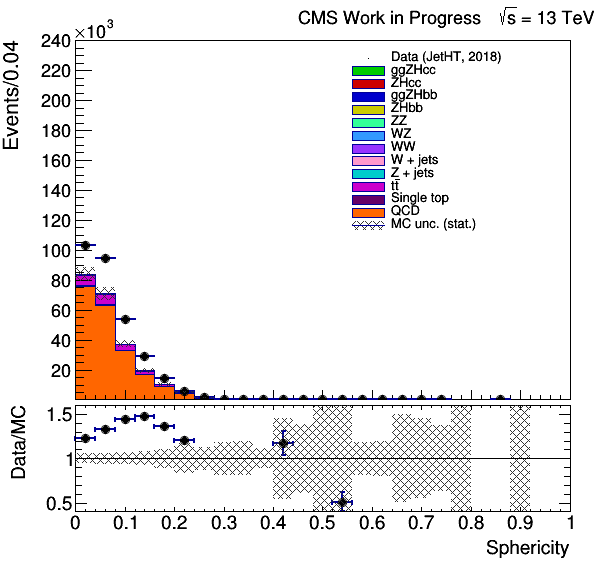 CMS Work in Progress √s = 13 TeV
×10³
Events/0.04
240
220
200
180
160
140
120
100
80
60
40
20
Data (JetHT, 2018)
ggZHcc
ZHcc
ggZHbb
ZHbb
ZZ
WZ
WW
W + jets
Z + jets
tt̄
Single top
QCD
MC unc. (stat.)
Data/MC
1.5
1
0.5
0 0.1 0.2 0.3 0.4 0.5 0.6 0.7 0.8 0.9 1
Sphericity